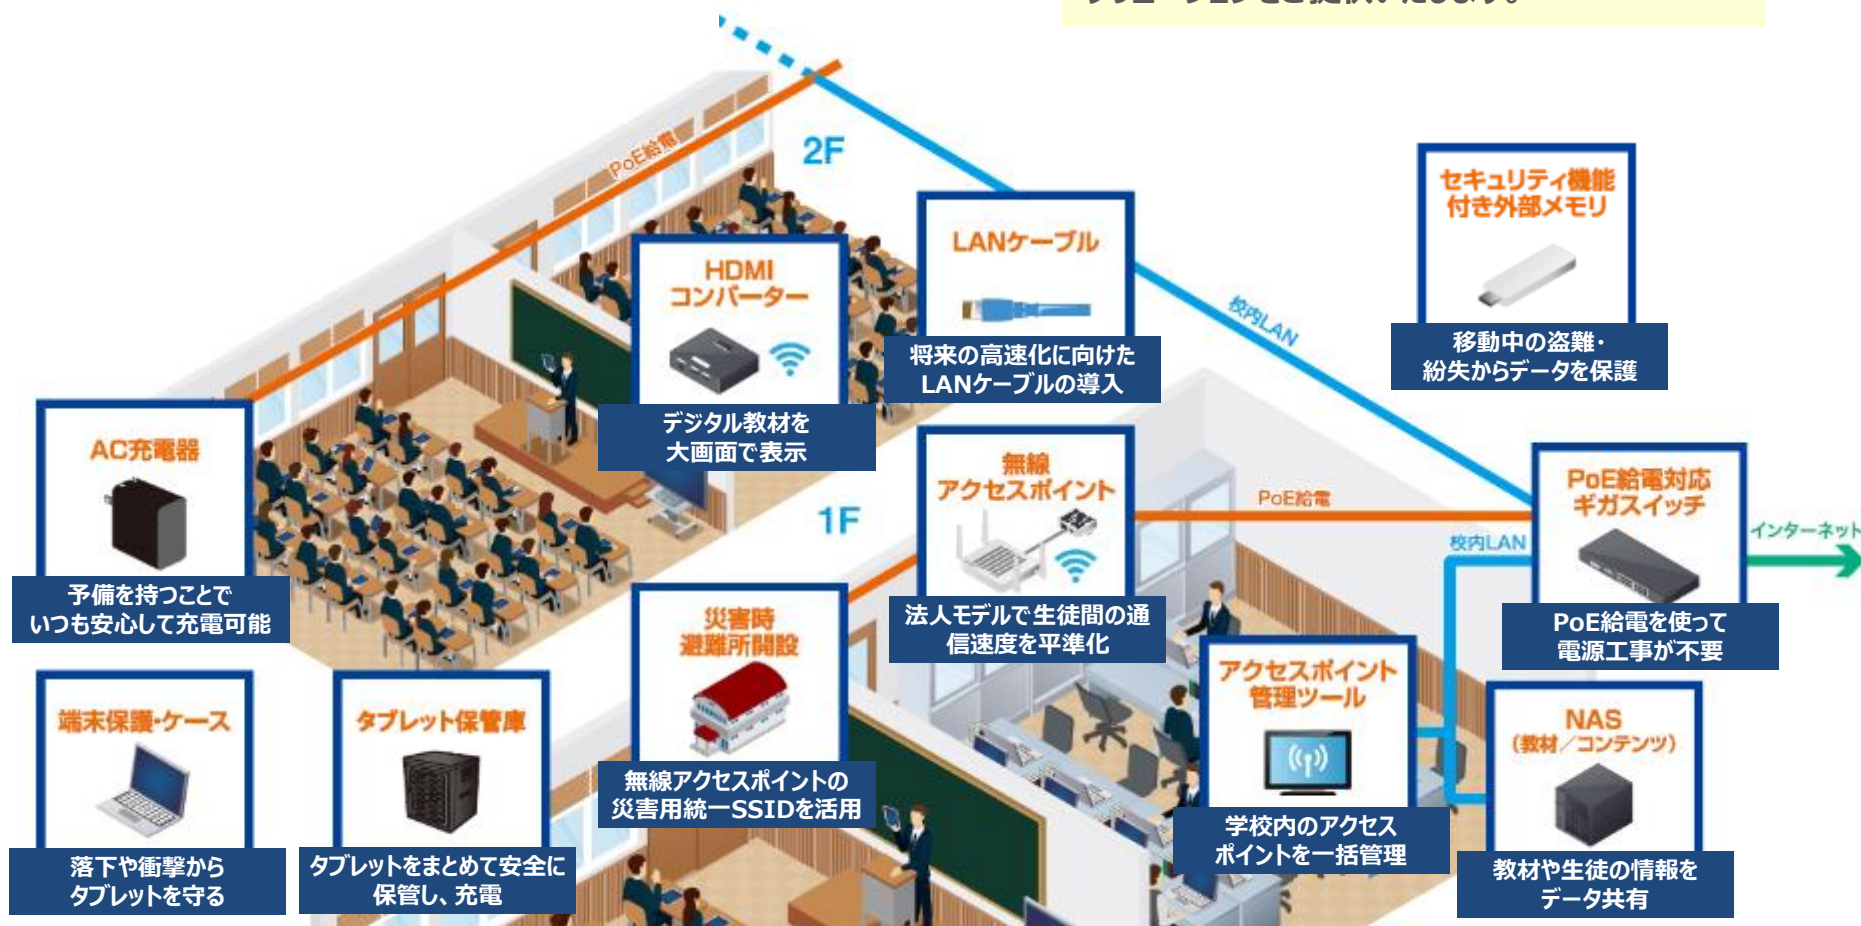 2F
PoE給電
セキュリティ機能
付き外部メモリ
移動中の盗難・
紛失からデータを保護
LANケーブル
将来の高速化に向けた
LANケーブルの導入
校内LAN
HDMI
コンバーター
デジタル教材を
大画面で表示
AC充電器
予備を持つことで
いつも安心して充電可能
1F
無線
アクセスポイント
法人モデルで生徒間の通
信速度を平準化
PoE給電
校内LAN
PoE給電対応
ギガスイッチ
PoE給電を使って
電源工事が不要
インターネット
災害時
避難所開設
無線アクセスポイントの
災害用統一SSIDを活用
アクセスポイント
管理ツール
学校内のアクセス
ポイントを一括管理
NAS
(教材／コンテンツ)
教材や生徒の情報を
データ共有
端末保護・ケース
落下や衝撃から
タブレットを守る
タブレット保管庫
タブレットをまとめて安全に
保管し、充電